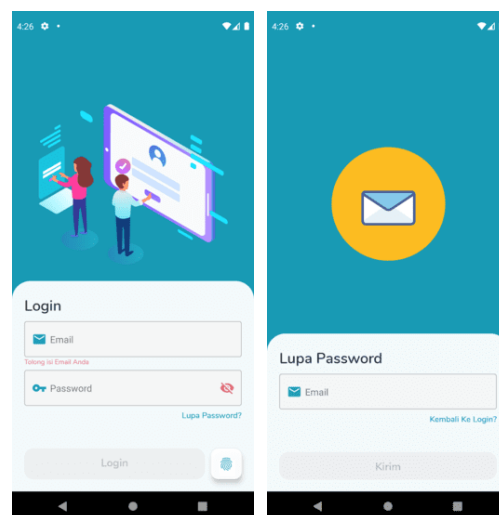 4:26
Login
Email
Tolong isi Email Anda
Password
Lupa Password?
Login
4:26
Lupa Password
Email
Kembali Ke Login?
Kirim